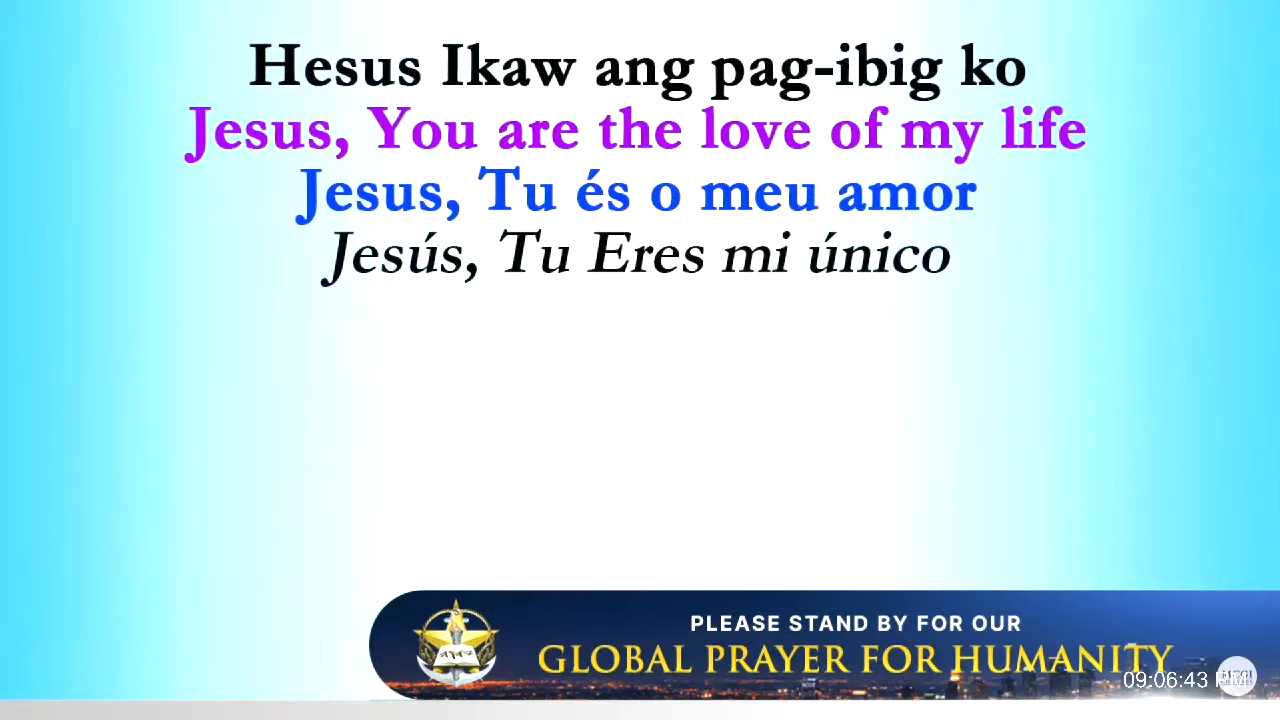 Hesus Ikaw ang pag-ibig ko
Jesus, You are the love of my life
Jesus, Tu és o meu amor
Jesús, Tu Eres mi único
PLEASE STAND BY FOR OUR
GLOBAL PRAYER FOR HUMANITY
09:06:43 PM